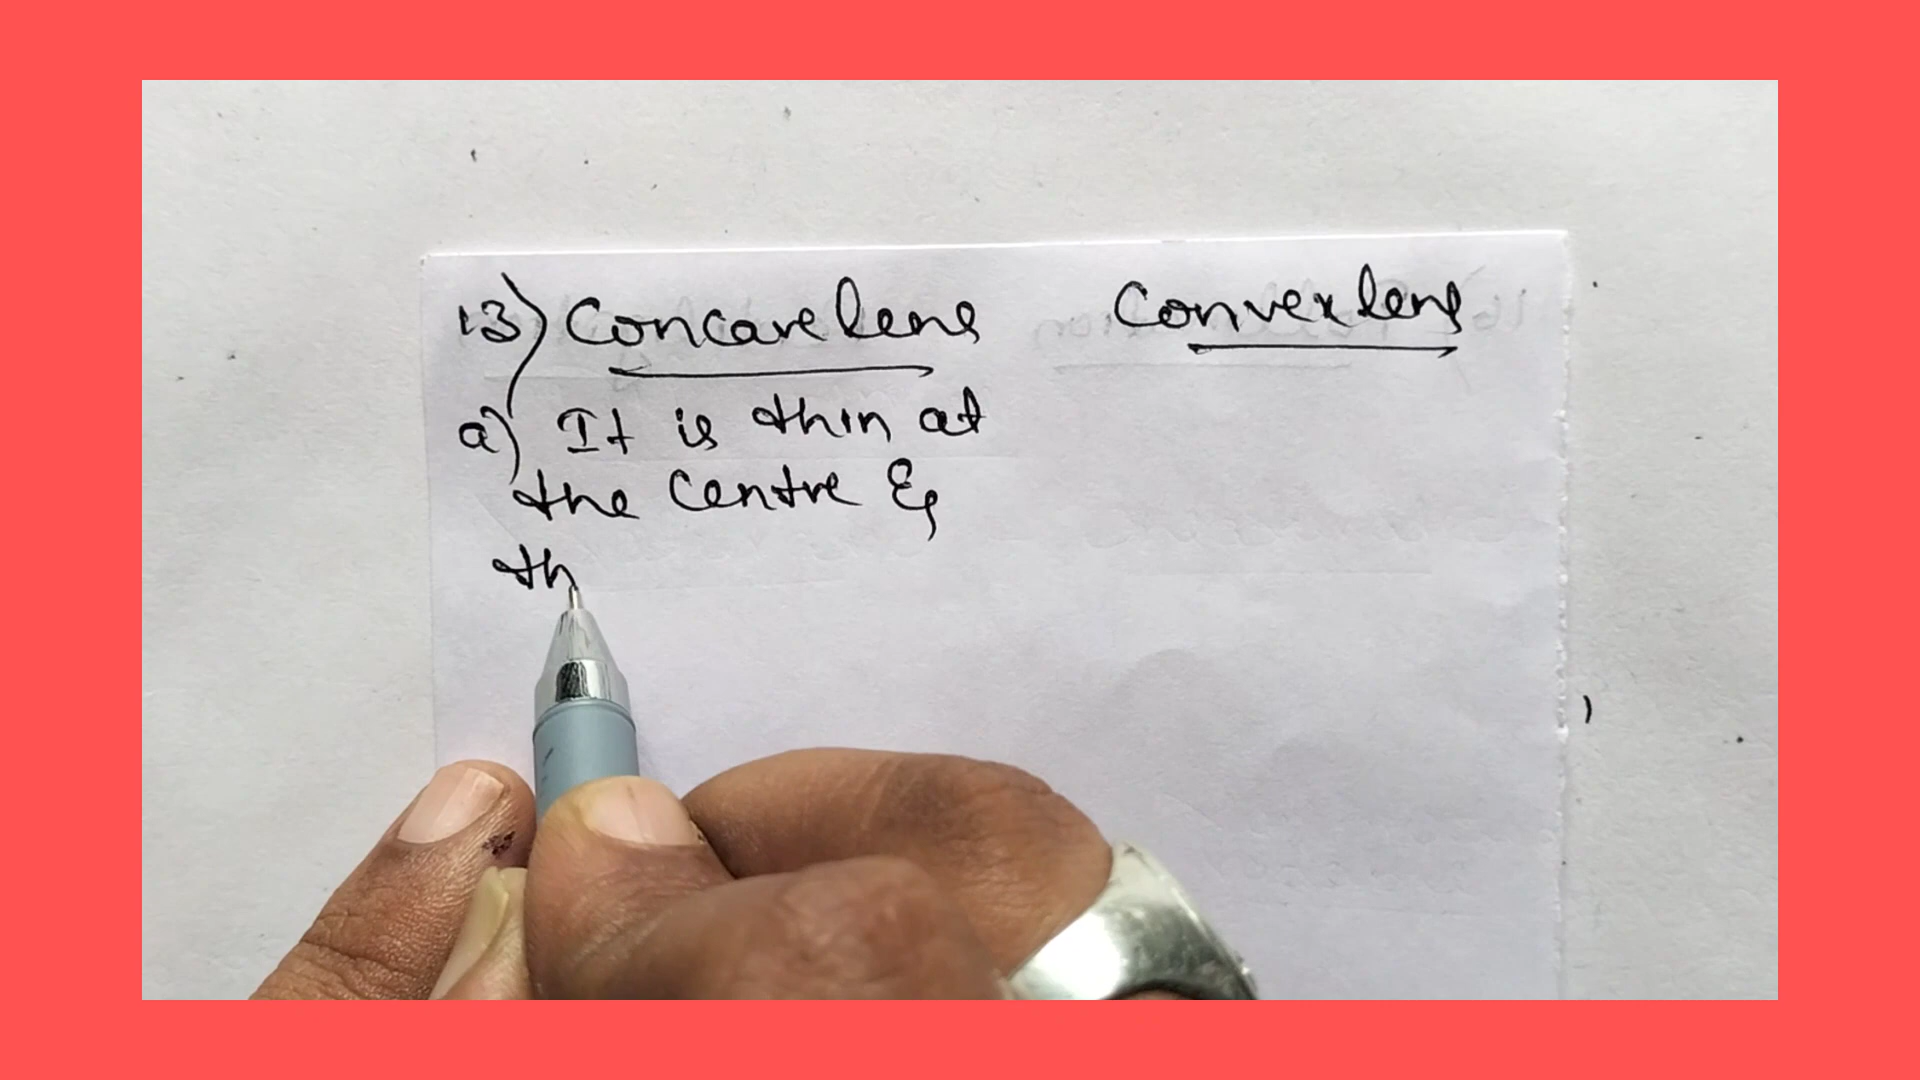 13) Concave lens Convex lens
a) It is thin at
the centre &
th